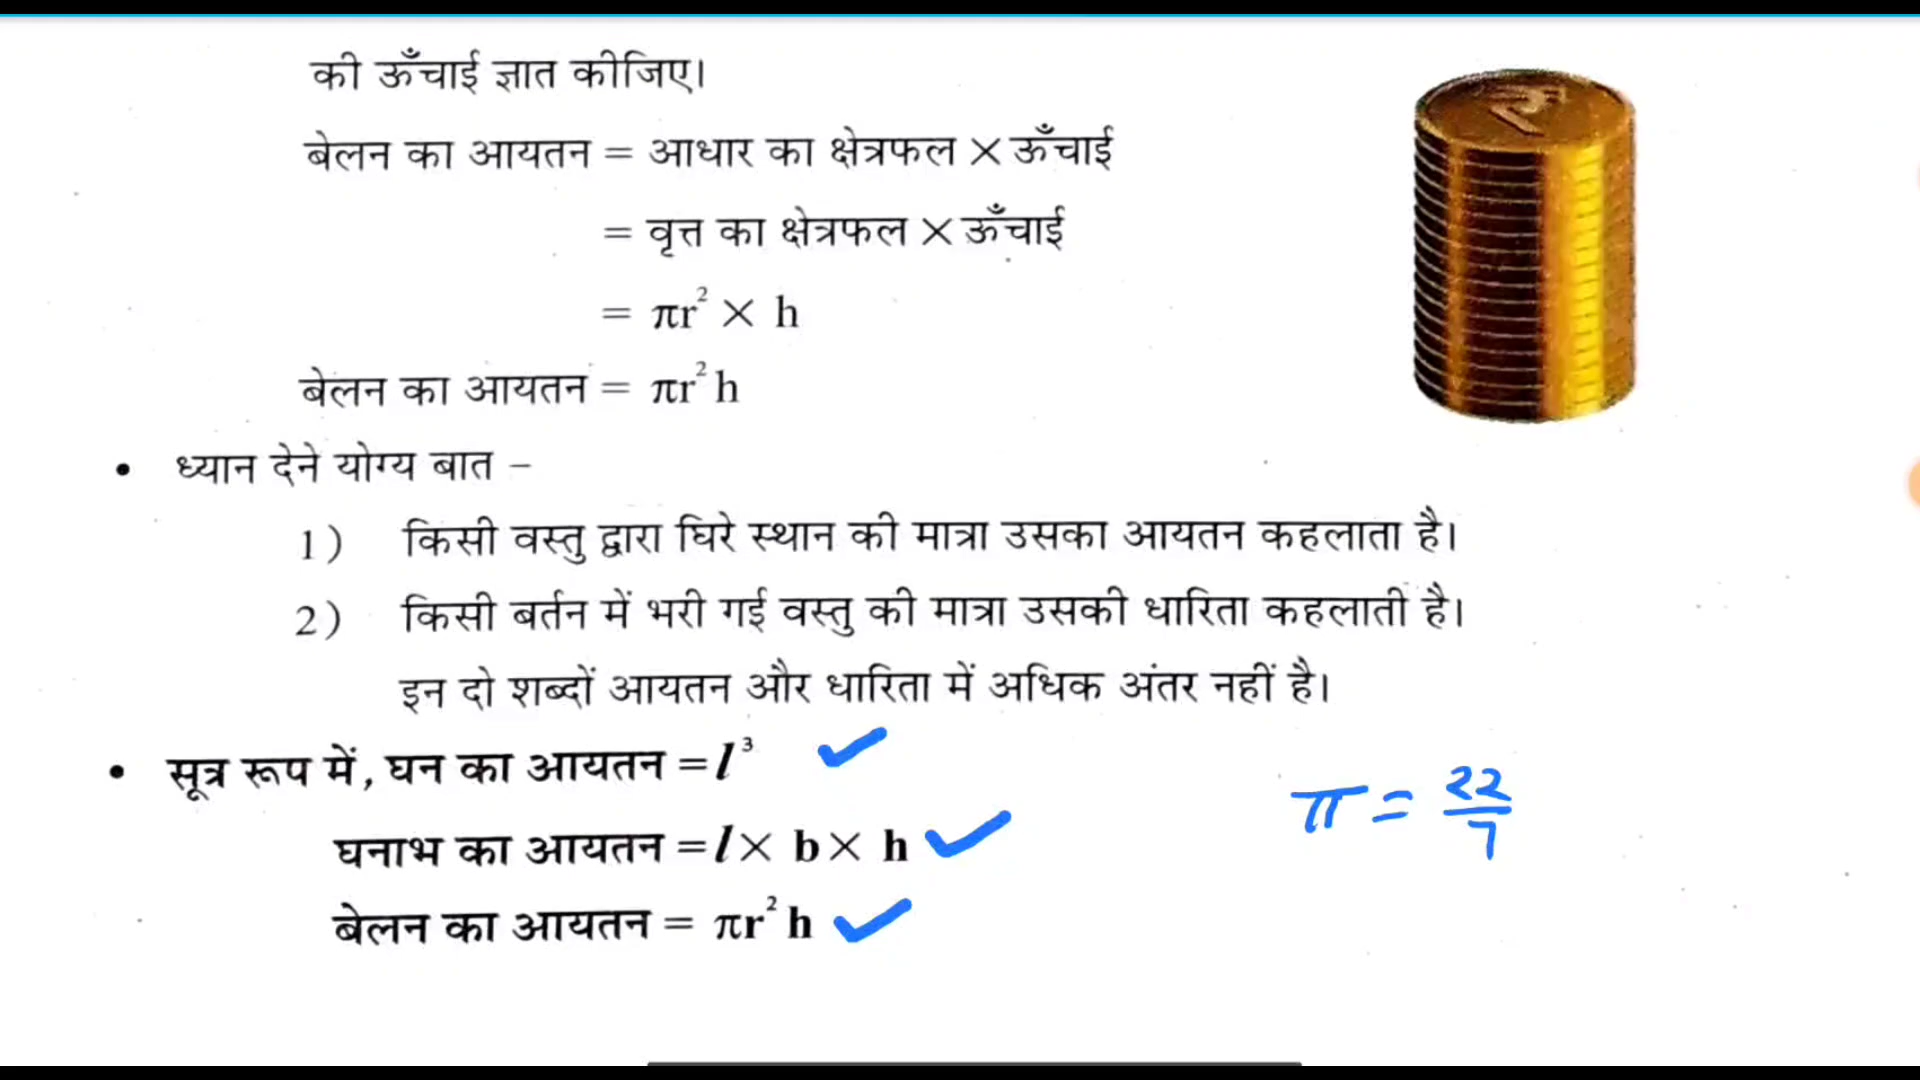 की ऊँचाई ज्ञात कीजिए।
बेलन का आयतन = आधार का क्षेत्रफल × ऊँचाई
= वृत्त का क्षेत्रफल × ऊँचाई
= πr² × h
बेलन का आयतन = πr²h
• ध्यान देने योग्य बात –
1) किसी वस्तु द्वारा घिरे स्थान की मात्रा उसका आयतन कहलाता है।
2) किसी बर्तन में भरी गई वस्तु की मात्रा उसकी धारिता कहलाती है।
इन दो शब्दों आयतन और धारिता में अधिक अंतर नहीं है।
• सूत्र रूप में, घन का आयतन = l³
घनाभ का आयतन = l × b × h
बेलन का आयतन = πr²h
π = 22/7
₹